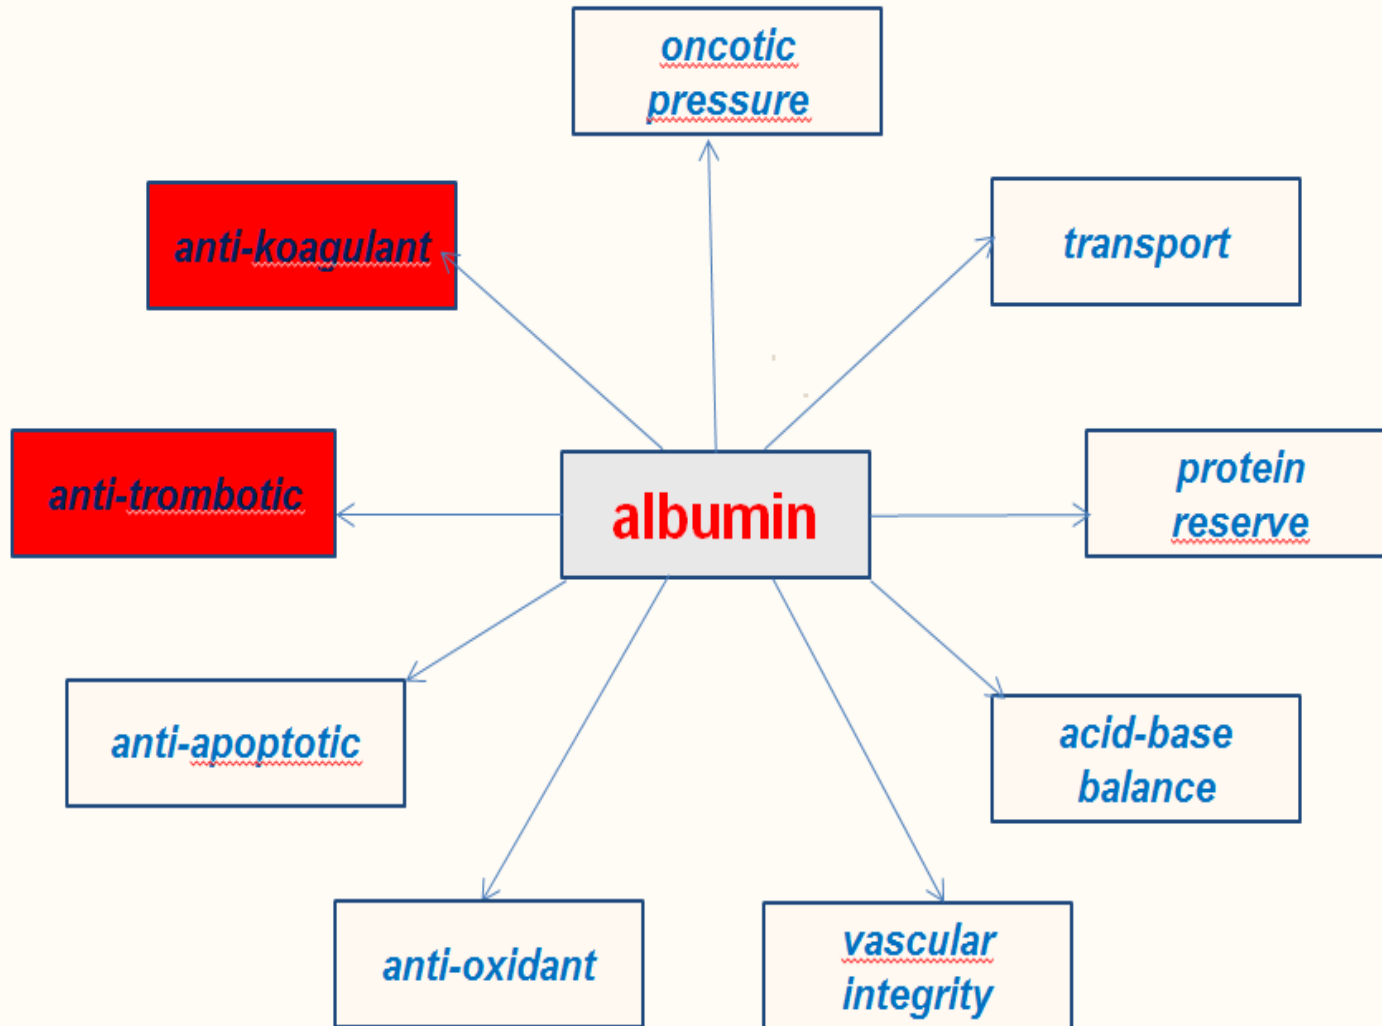 oncotic
pressure
anti-koagulant
transport
anti-trombotic
albumin
protein
reserve
anti-apoptotic
acid-base
balance
anti-oxidant
vascular
integrity